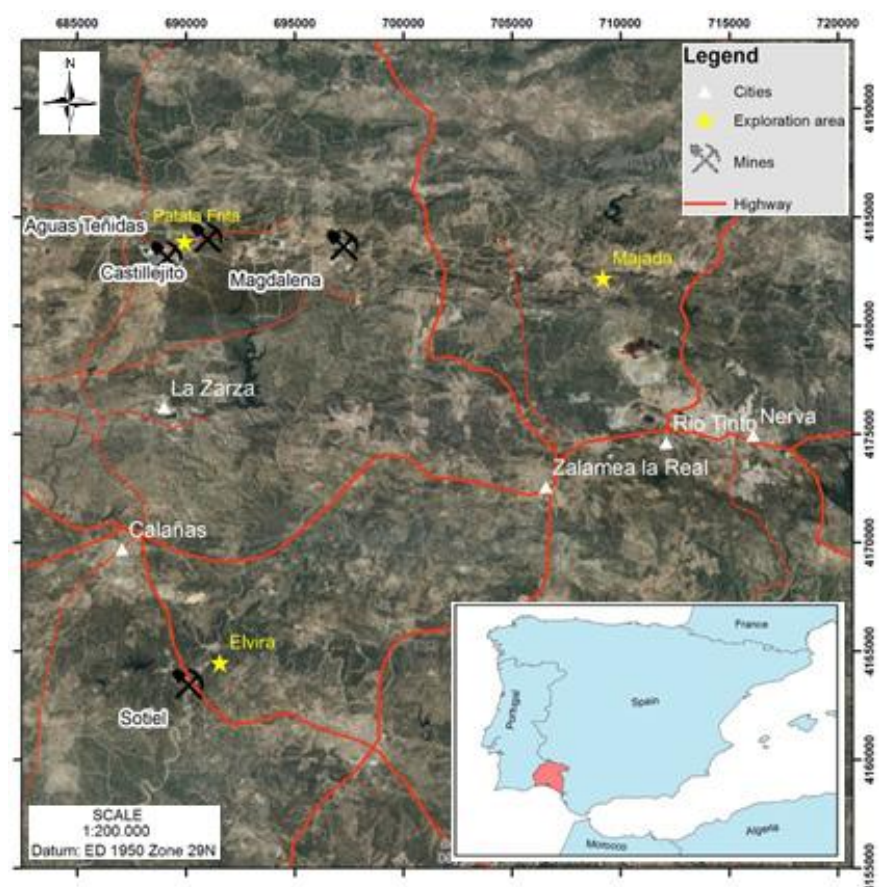 685000
690000
695000
700000
705000
710000
715000
720000
N
Legend
Cities
Exploration area
Mines
Highway
4190000
4185000
4180000
4175000
4170000
4165000
4160000
4155000
Patata Frita
Aguas Teñidas
Castillejito
Magdalena
Majada
La Zarza
Rio Tinto
Nerva
Zalamea la Real
Calañas
Elvira
Sotiel
France
Portugal
Spain
Morocco
Algeria
SCALE
1:200.000
Datum: ED 1950 Zone 29N